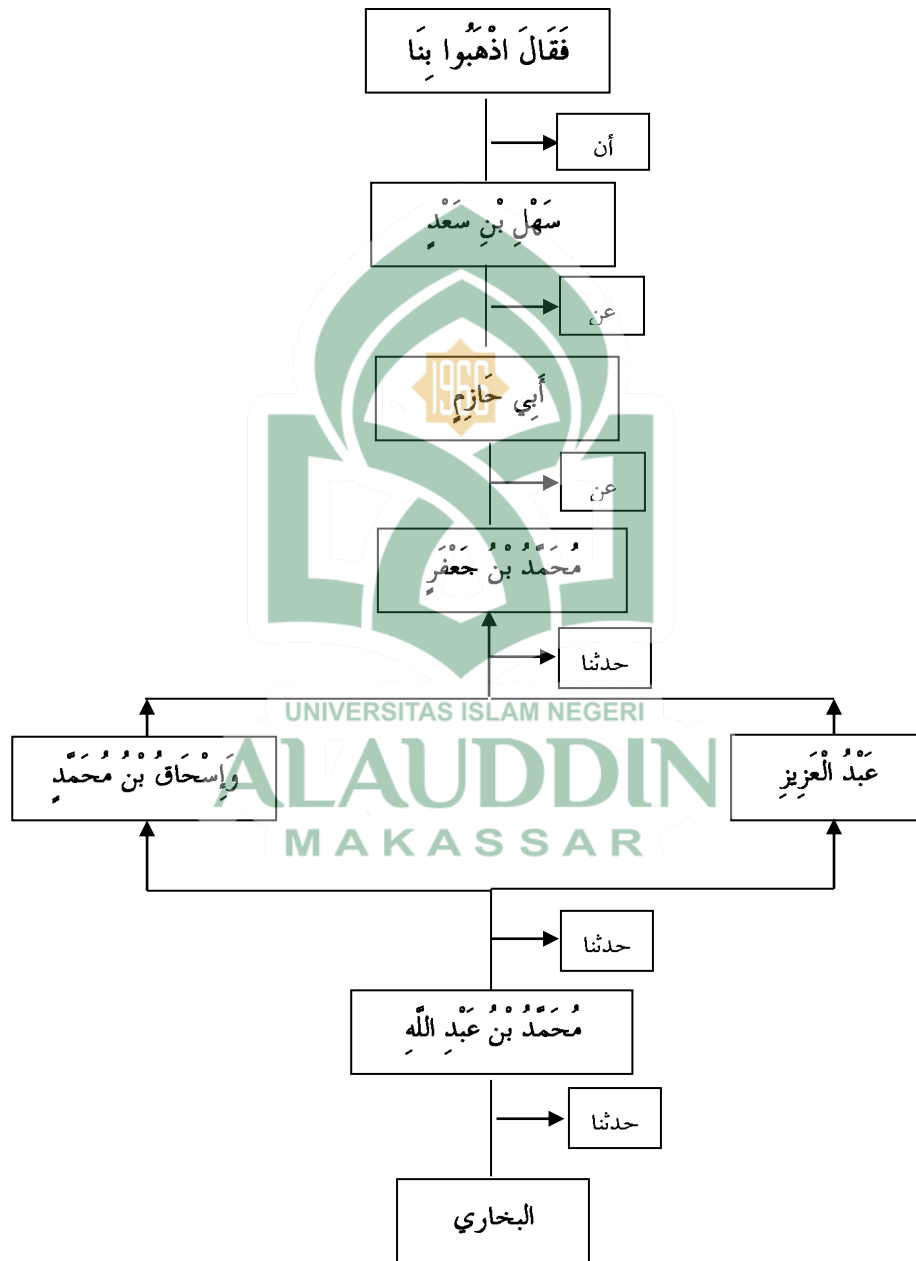 فَقَالَ اذْهَبُوا بِنَا
أن
سَهْلِ بْنِ سَعْدٍ
عن
أَبِي حَازِمٍ
1965
عن
مُحَمَّدُ بْنُ جَعْفَرٍ
حدثنا
UNIVERSITAS ISLAM NEGERI
عَبْدُ الْعَزِيزِ
وَإِسْحَاقُ بْنُ مُحَمَّدٍ
ALAUDDIN
MAKASSAR
حدثنا
مُحَمَّدُ بْنُ عَبْدِ اللَّهِ
حدثنا
البخاري